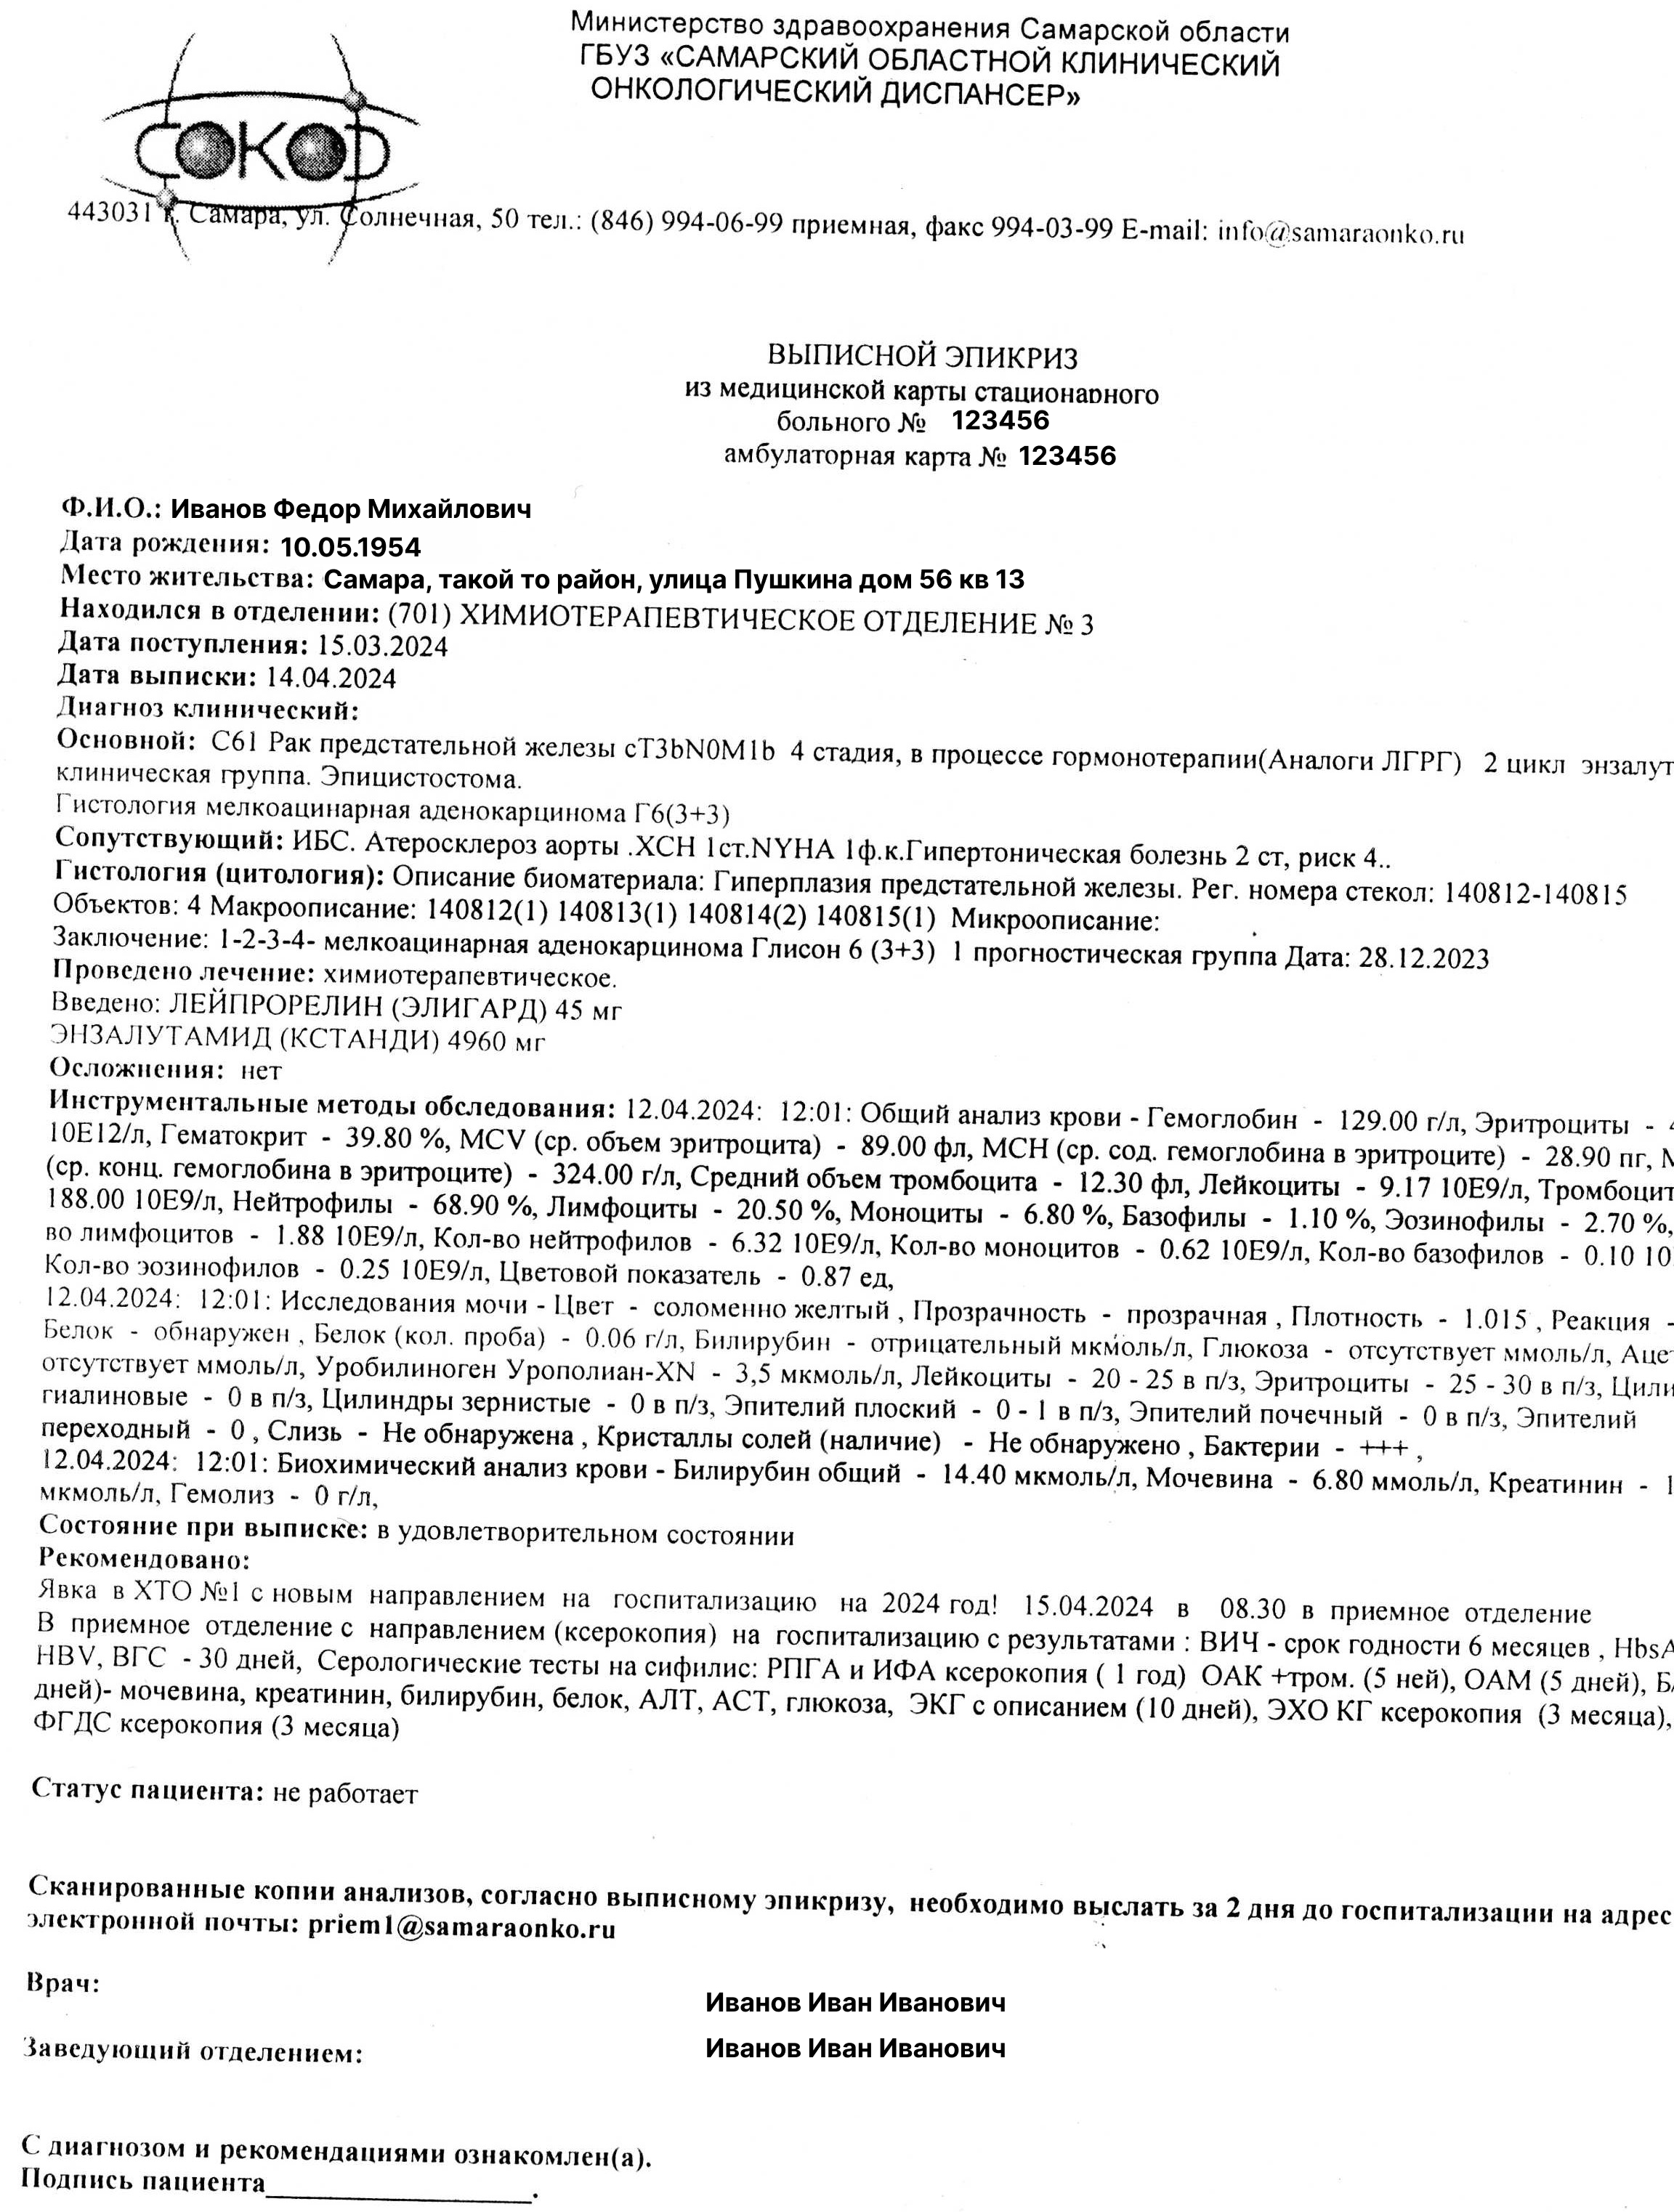 Министерство здравоохранения Самарской области
ГБУЗ «САМАРСКИЙ ОБЛАСТНОЙ КЛИНИЧЕСКИЙ
ОНКОЛОГИЧЕСКИЙ ДИСПАНСЕР»
СОКОД
443031 г. Самара, ул. Солнечная, 50 тел.: (846) 994-06-99 приемная, факс 994-03-99 E-mail: info@samaraonko.ru
ВЫПИСНОЙ ЭПИКРИЗ
из медицинской карты стационарного
больного № 123456
амбулаторная карта № 123456
Ф.И.О.: Иванов Федор Михайлович
Дата рождения: 10.05.1954
Место жительства: Самара, такой то район, улица Пушкина дом 56 кв 13
Находился в отделении: (701) ХИМИОТЕРАПЕВТИЧЕСКОЕ ОТДЕЛЕНИЕ № 3
Дата поступления: 15.03.2024
Дата выписки: 14.04.2024
Диагноз клинический:
Основной: С61 Рак предстательной железы cT3bN0M1b 4 стадия, в процессе гормонотерапии(Аналоги ЛГРГ) 2 цикл энзалут
клиническая группа. Эпицистостома.
Гистология мелкоацинарная аденокарцинома Г6(3+3)
Сопутствующий: ИБС. Атеросклероз аорты .ХСН 1ст.NYHA 1ф.к.Гипертоническая болезнь 2 ст, риск 4..
Гистология (цитология): Описание биоматериала: Гиперплазия предстательной железы. Рег. номера стекол: 140812-140815
Объектов: 4 Макроописание: 140812(1) 140813(1) 140814(2) 140815(1) Микроописание:
Заключение: 1-2-3-4- мелкоацинарная аденокарцинома Глисон 6 (3+3) 1 прогностическая группа Дата: 28.12.2023
Проведено лечение: химиотерапевтическое.
Введено: ЛЕЙПРОРЕЛИН (ЭЛИГАРД) 45 мг
ЭНЗАЛУТАМИД (КСТАНДИ) 4960 мг
Осложнения: нет
Инструментальные методы обследования: 12.04.2024: 12:01: Общий анализ крови - Гемоглобин - 129.00 г/л, Эритроциты -
10Е12/л, Гематокрит - 39.80 %, MCV (ср. объем эритроцита) - 89.00 фл, МСН (ср. сод. гемоглобина в эритроците) - 28.90 пг,
(ср. конц. гемоглобина в эритроците) - 324.00 г/л, Средний объем тромбоцита - 12.30 фл, Лейкоциты - 9.17 10Е9/л, Тромбоцит
188.00 10Е9/л, Нейтрофилы - 68.90 %, Лимфоциты - 20.50 %, Моноциты - 6.80 %, Базофилы - 1.10 %, Эозинофилы - 2.70 %,
во лимфоцитов - 1.88 10Е9/л, Кол-во нейтрофилов - 6.32 10Е9/л, Кол-во моноцитов - 0.62 10Е9/л, Кол-во базофилов - 0.10 10
Кол-во эозинофилов - 0.25 10Е9/л, Цветовой показатель - 0.87 ед,
12.04.2024: 12:01: Исследования мочи - Цвет - соломенно желтый , Прозрачность - прозрачная , Плотность - 1.015 , Реакция -
Белок - обнаружен , Белок (кол. проба) - 0.06 г/л, Билирубин - отрицательный мкмоль/л, Глюкоза - отсутствует ммоль/л, Аце
отсутствует ммоль/л, Уробилиноген Урополиан-XN - 3,5 мкмоль/л, Лейкоциты - 20 - 25 в п/з, Эритроциты - 25 - 30 в п/з, Цили
гиалиновые - 0 в п/з, Цилиндры зернистые - 0 в п/з, Эпителий плоский - 0 - 1 в п/з, Эпителий почечный - 0 в п/з, Эпителий
переходный - 0 , Слизь - Не обнаружена , Кристаллы солей (наличие) - Не обнаружено , Бактерии - +++ ,
12.04.2024: 12:01: Биохимический анализ крови - Билирубин общий - 14.40 мкмоль/л, Мочевина - 6.80 ммоль/л, Креатинин -
мкмоль/л, Гемолиз - 0 г/л,
Состояние при выписке: в удовлетворительном состоянии
Рекомендовано:
Явка в ХТО №1 с новым направлением на госпитализацию на 2024 год! 15.04.2024 в 08.30 в приемное отделение
В приемное отделение с направлением (ксерокопия) на госпитализацию с результатами : ВИЧ - срок годности 6 месяцев , HbsA
HBV, ВГС - 30 дней, Серологические тесты на сифилис: РПГА и ИФА ксерокопия ( 1 год) ОАК +тром. (5 ней), ОАМ (5 дней),
дней)- мочевина, креатинин, билирубин, белок, АЛТ, АСТ, глюкоза, ЭКГ с описанием (10 дней), ЭХО КГ ксерокопия (3 месяца),
ФГДС ксерокопия (3 месяца)
Статус пациента: не работает
Сканированные копии анализов, согласно выписному эпикризу, необходимо выслать за 2 дня до госпитализации на адрес
электронной почты: priem1@samaraonko.ru
Врач:
Иванов Иван Иванович
Заведующий отделением:
Иванов Иван Иванович
С диагнозом и рекомендациями ознакомлен(а).
Подпись пациента__________________.